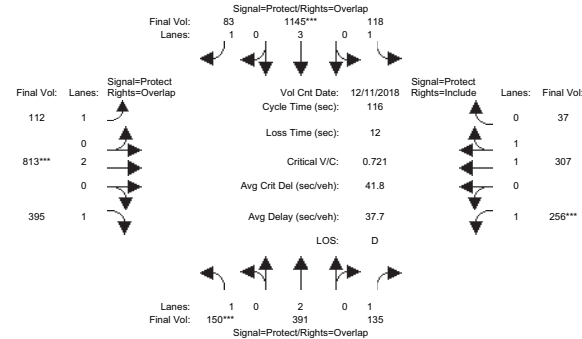 Signal=Protect/Rights=Overlap
Final Vol: 83 1145*** 118
Lanes: 1 0 3 0 1
Signal=Protect Signal=Protect
Final Vol: Lanes: Rights=Overlap Vol Cnt Date: 12/11/2018 Rights=Include Lanes: Final Vol:
Cycle Time (sec): 116
112 1 0 37
Loss Time (sec): 12
0 1
813*** 2 Critical V/C: 0.721 1 307
0 Avg Crit Del (sec/veh): 41.8 0
395 1 Avg Delay (sec/veh): 37.7 1 256***
LOS: D
Lanes: 1 0 2 0 1
Final Vol: 150*** 391 135
Signal=Protect/Rights=Overlap